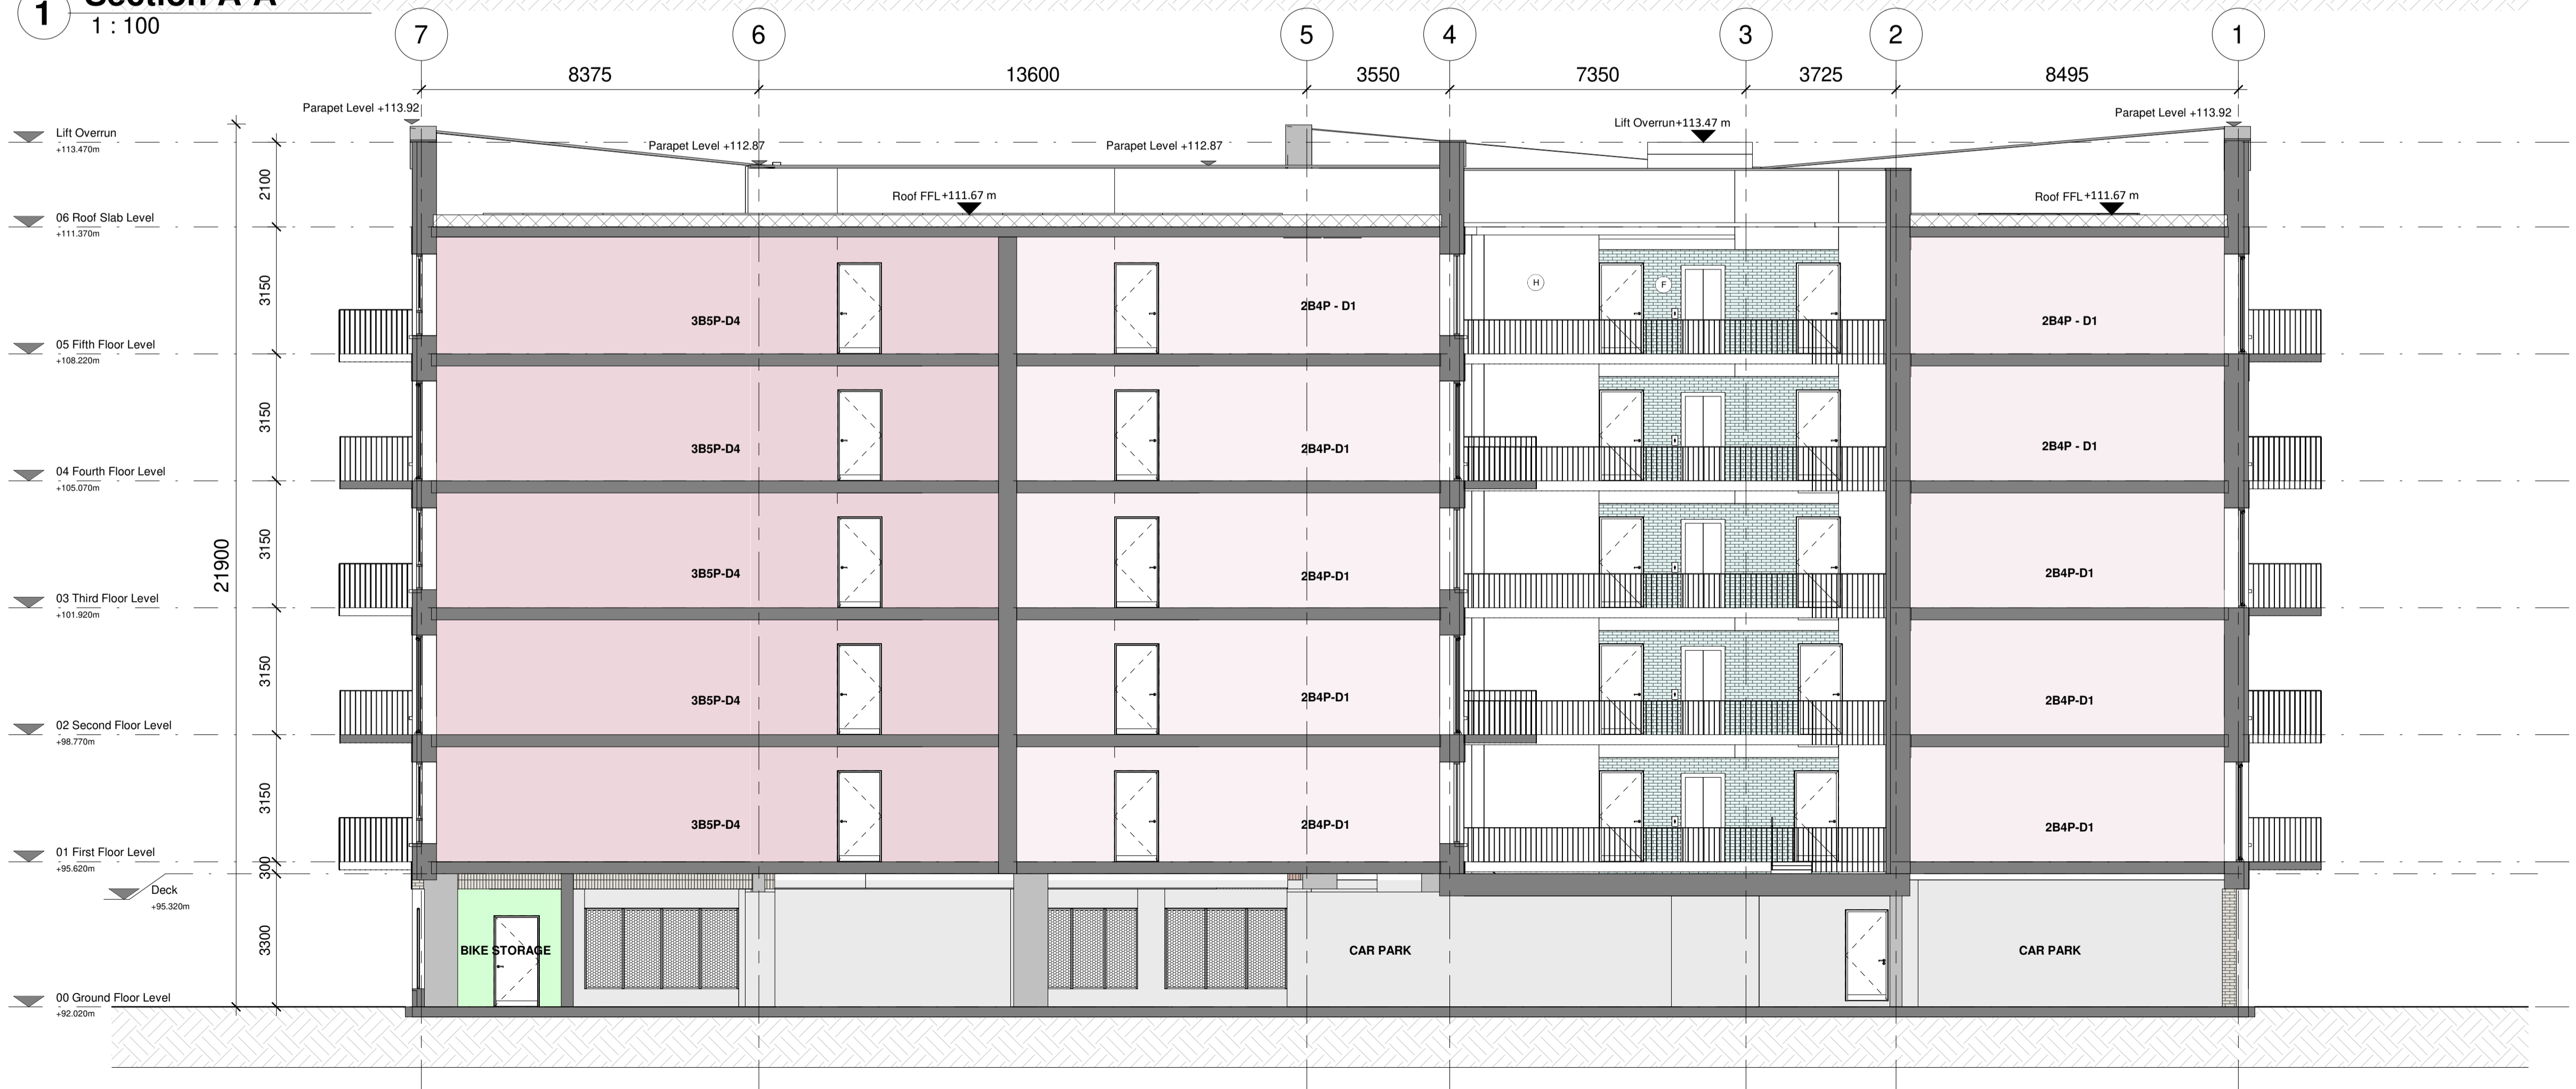 1
Section A-A
1 : 100
7
6
5
4
3
2
1
8375
13600
3550
7350
3725
8495
Parapet Level +113.92
Parapet Level +112.87
Parapet Level +112.87
Lift Overrun+113.47 m
Parapet Level +113.92
Lift Overrun
+113.470m
2100
Roof FFL+111.67 m
Roof FFL+111.67 m
06 Roof Slab Level
+111.370m
3150
H
F
3B5P-D4
2B4P - D1
2B4P - D1
05 Fifth Floor Level
+108.220m
3150
3B5P-D4
2B4P-D1
2B4P - D1
04 Fourth Floor Level
+105.070m
21900
3150
3B5P-D4
2B4P-D1
2B4P-D1
03 Third Floor Level
+101.920m
3150
3B5P-D4
2B4P-D1
2B4P-D1
02 Second Floor Level
+98.770m
3150
3B5P-D4
2B4P-D1
2B4P-D1
01 First Floor Level
+95.620m
300
Deck
+95.320m
3300
BIKE STORAGE
CAR PARK
CAR PARK
00 Ground Floor Level
+92.020m